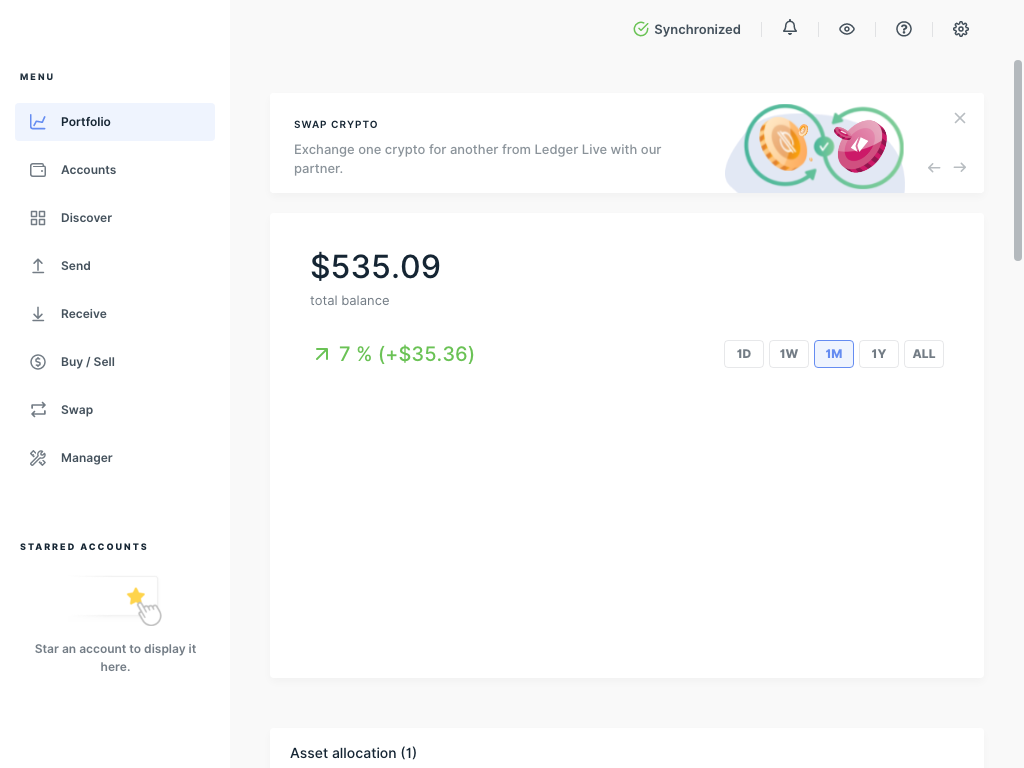 Synchronized
MENU
Portfolio
Accounts
Discover
Send
Receive
Buy / Sell
Swap
Manager
STARRED ACCOUNTS
Star an account to display it
here.
SWAP CRYPTO
Exchange one crypto for another from Ledger Live with our
partner.
$535.09
total balance
7 % (+$35.36)
1D 1W 1M 1Y ALL
Asset allocation (1)